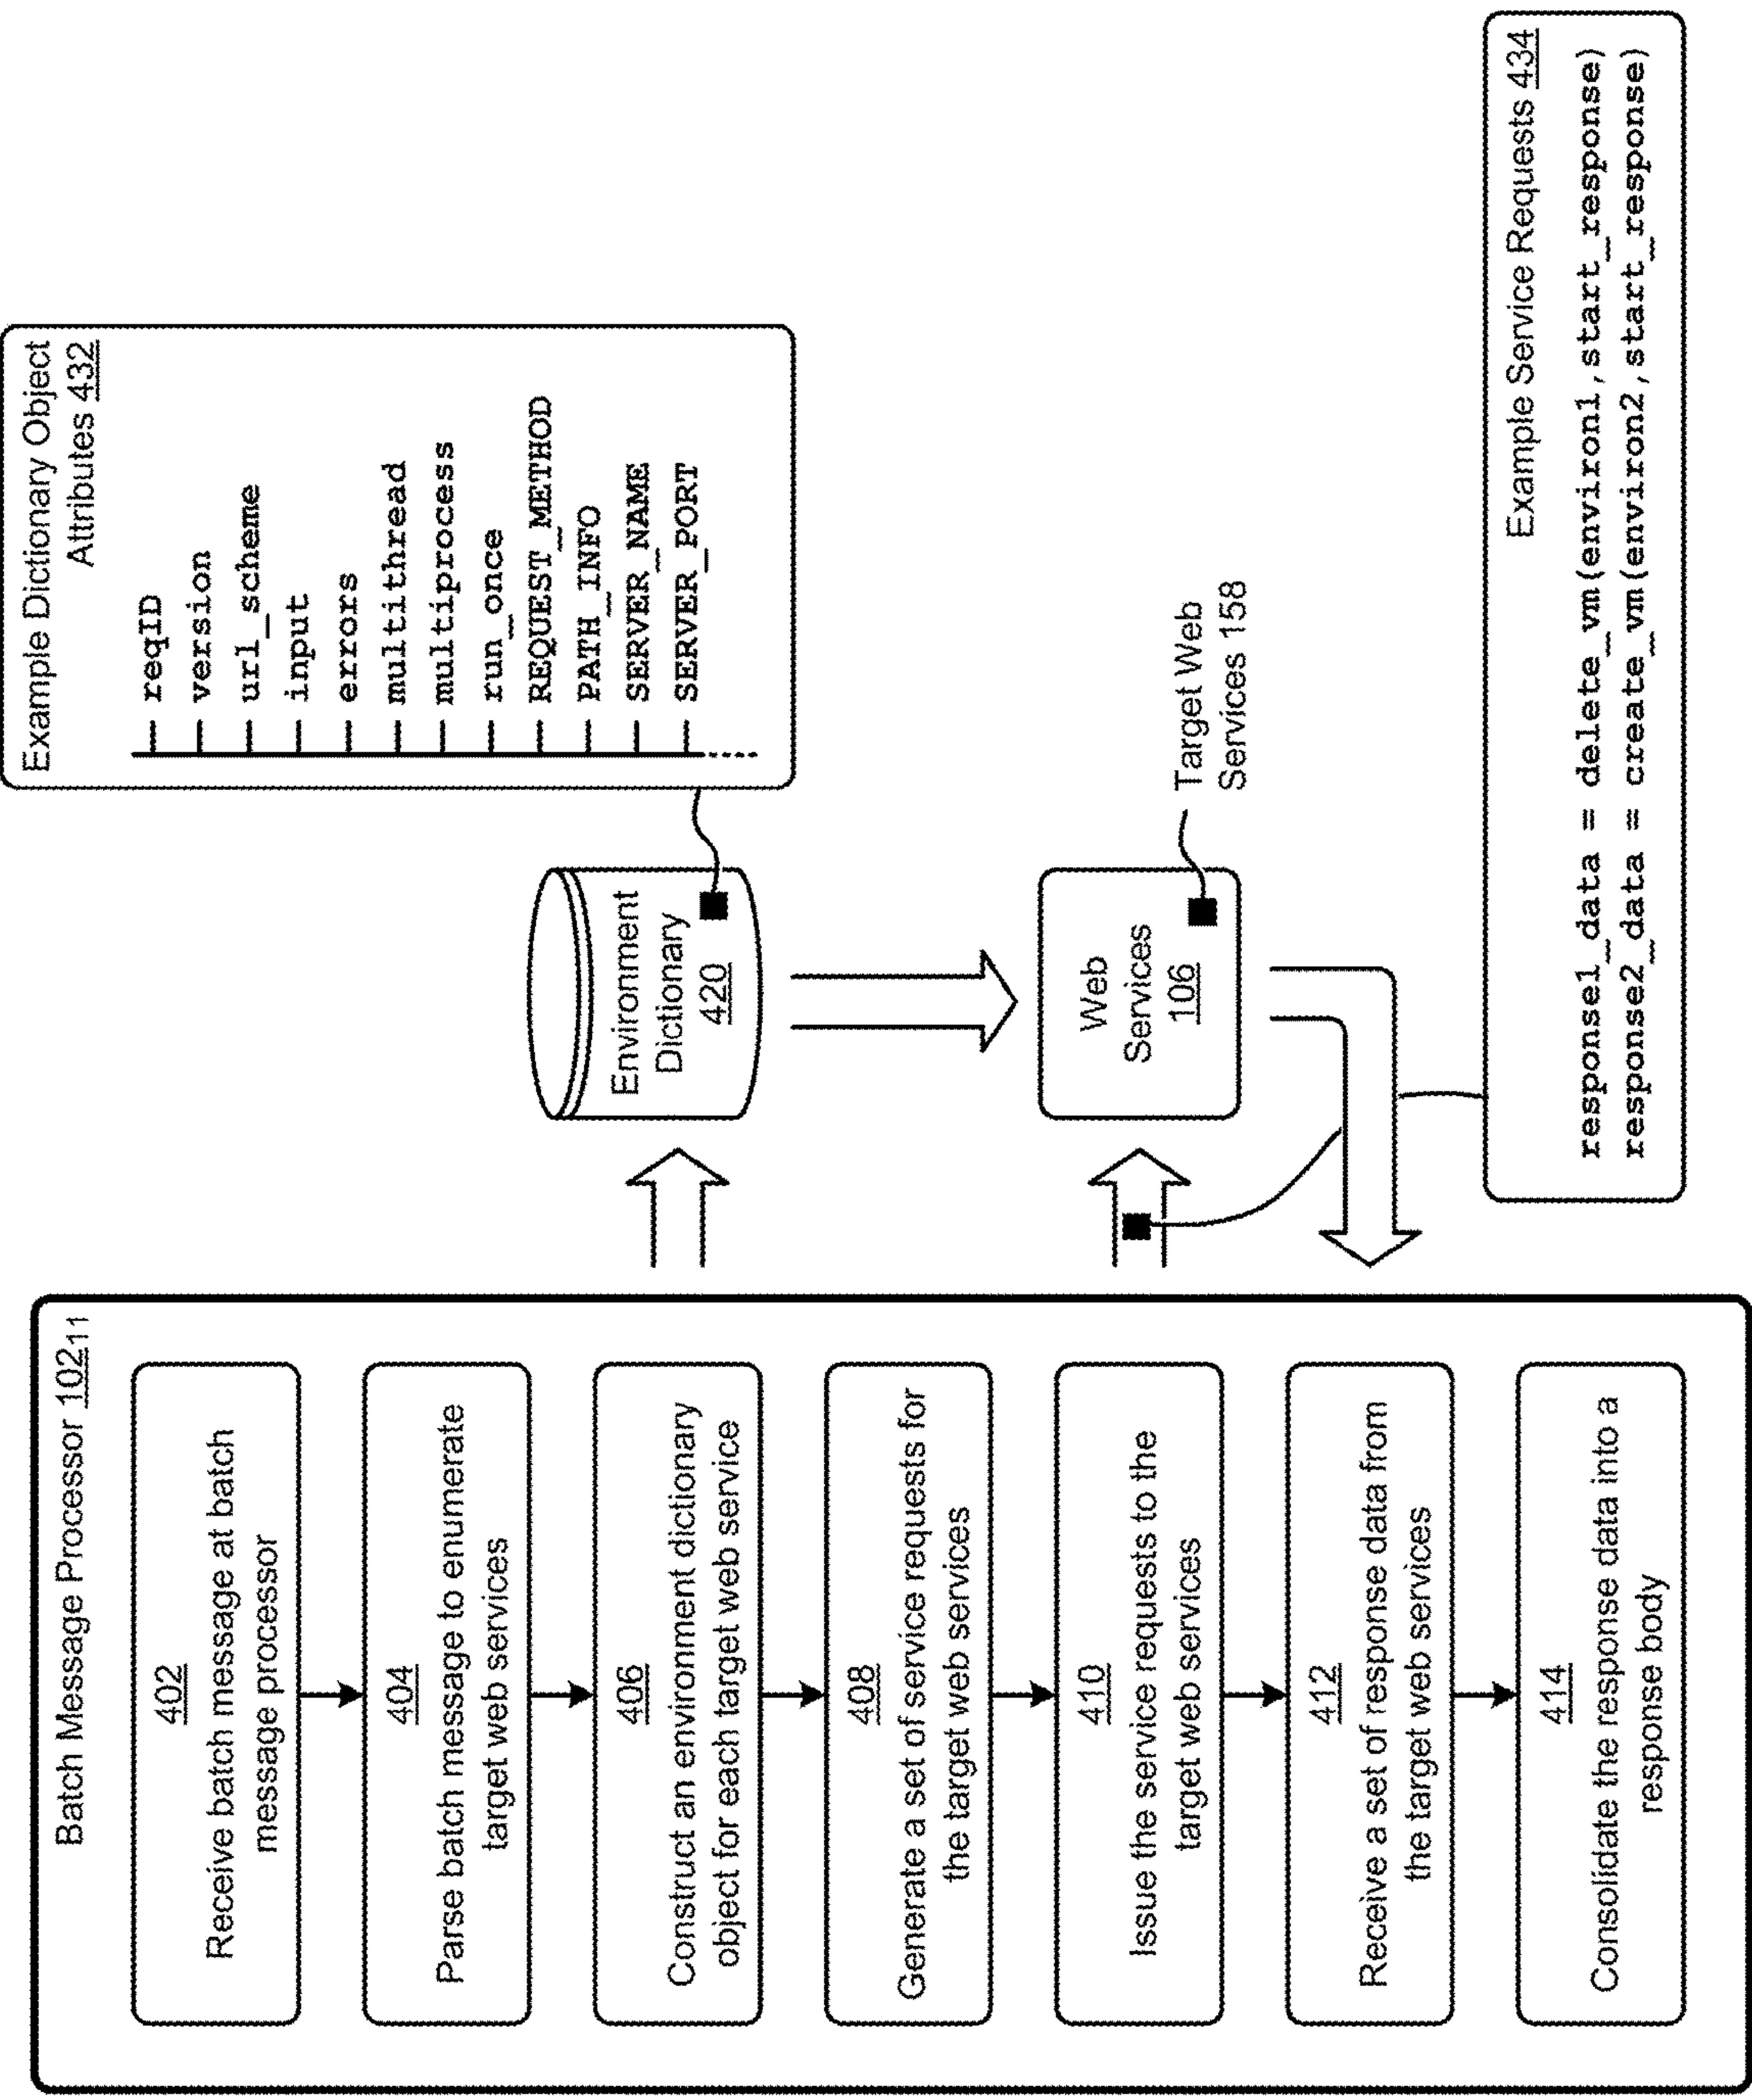 Batch Message Processor 102₁₁
402
Receive batch message at batch
message processor
404
Parse batch message to enumerate
target web services
406
Construct an environment dictionary
object for each target web service
408
Generate a set of service requests for
the target web services
410
Issue the service requests to the
target web services
412
Receive a set of response data from
the target web services
414
Consolidate the response data into a
response body
Environment
Dictionary
420
Web
Services
106
Target Web
Services 158
Example Dictionary Object
Attributes 432
reqID
version
url_scheme
input
errors
multithread
multiprocess
run_once
REQUEST_METHOD
PATH_INFO
SERVER_NAME
SERVER_PORT
Example Service Requests 434
response1_data = delete_vm(environ1,start_response)
response2_data = create_vm(environ2,start_response)